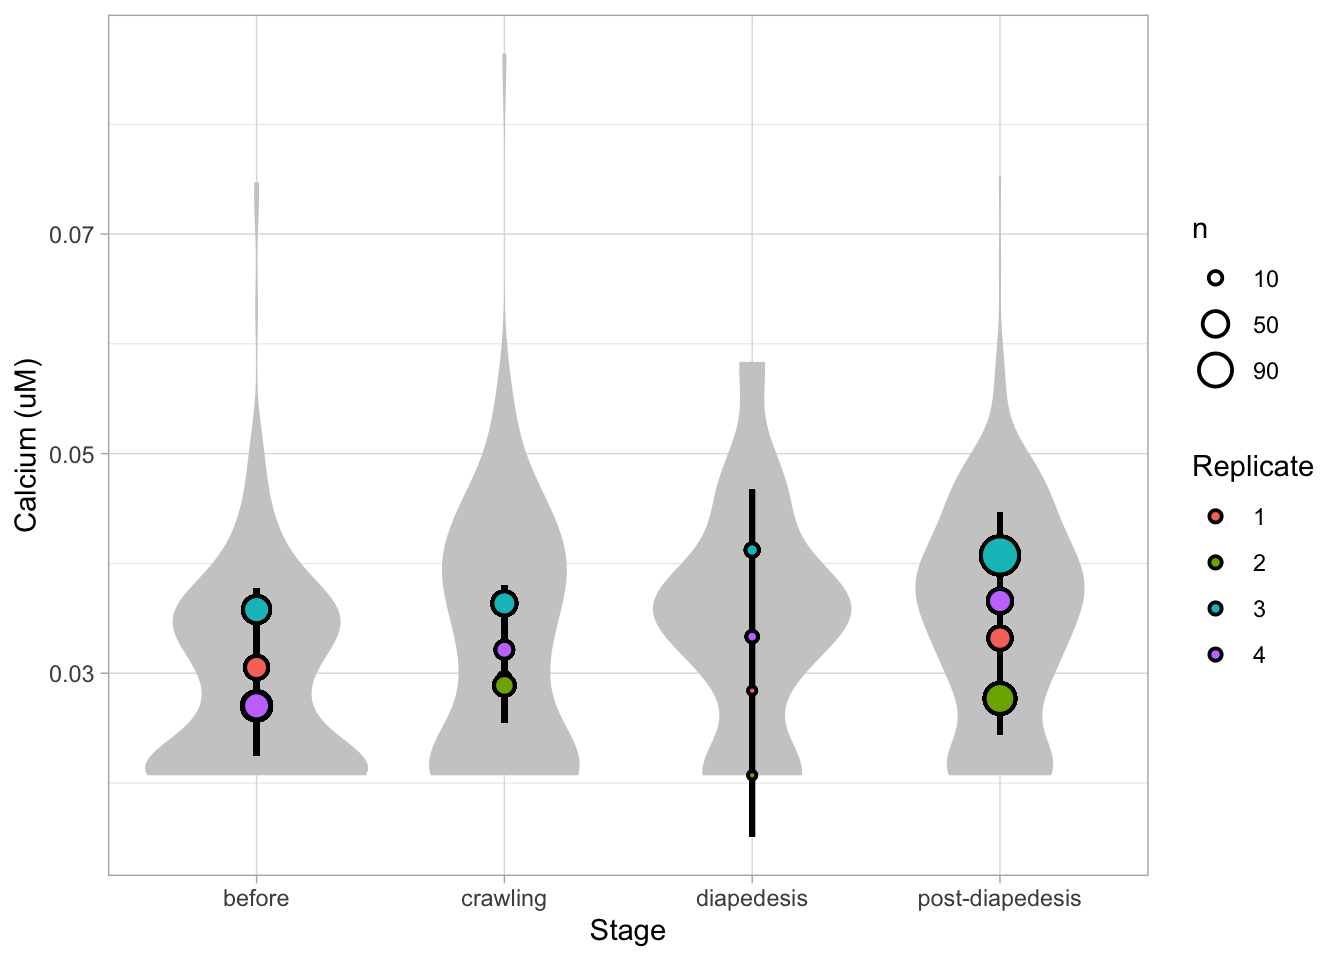 Calcium (uM)
0.07
0.05
0.03
before
crawling
diapedesis
post-diapedesis
Stage
n
10
50
90
Replicate
1
2
3
4